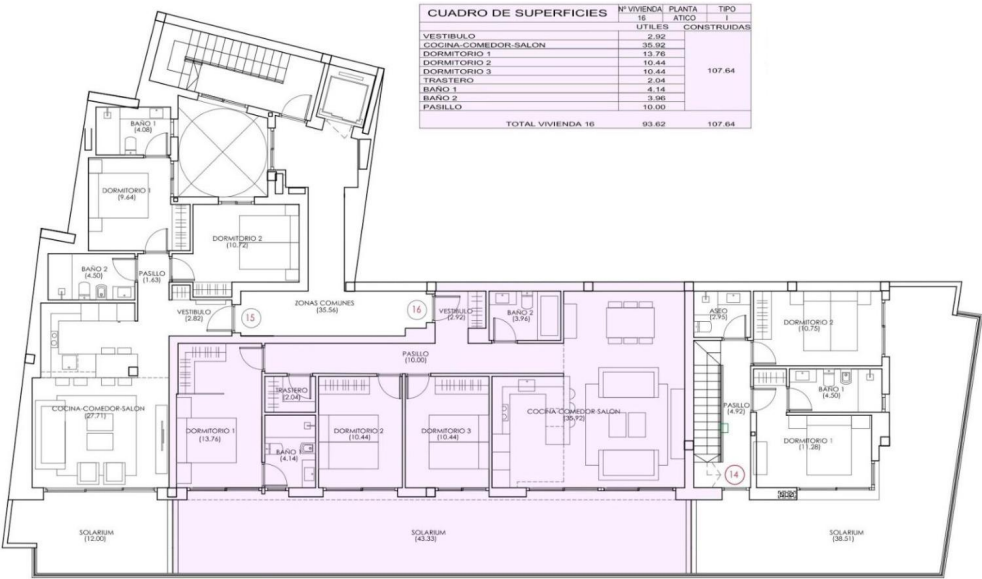 CUADRO DE SUPERFICIES
Nº VIVIENDA PLANTA TIPO
16 ATICO I
UTILES CONSTRUIDAS
VESTIBULO 2.92
COCINA-COMEDOR-SALON 35.92
DORMITORIO 1 13.76
DORMITORIO 2 10.44
DORMITORIO 3 10.44
107.64
TRASTERO 2.04
BAÑO 1 4.14
BAÑO 2 3.96
PASILLO 10.00
TOTAL VIVIENDA 16 93.62 107.64
BAÑO 1
(4.08)
DORMITORIO 1
(9.64)
DORMITORIO 2
(10.72)
BAÑO 2
(4.50)
PASILLO
(1.63)
VESTIBULO
(2.82)
15
ZONAS COMUNES
(35.56)
16
VESTIBULO
(2.92)
BAÑO 2
(3.96)
ASEO
(2.95)
DORMITORIO 2
(10.75)
PASILLO
(10.00)
COCINA-COMEDOR-SALON
(27.71)
TRASTERO
(2.04)
DORMITORIO 1
(13.76)
BAÑO 1
(4.14)
DORMITORIO 2
(10.44)
DORMITORIO 3
(10.44)
COCINA-COMEDOR-SALON
(35.92)
PASILLO
(4.92)
BAÑO 1
(4.50)
DORMITORIO 1
(11.28)
14
SOLARIUM
(12.00)
SOLARIUM
(43.33)
SOLARIUM
(38.51)